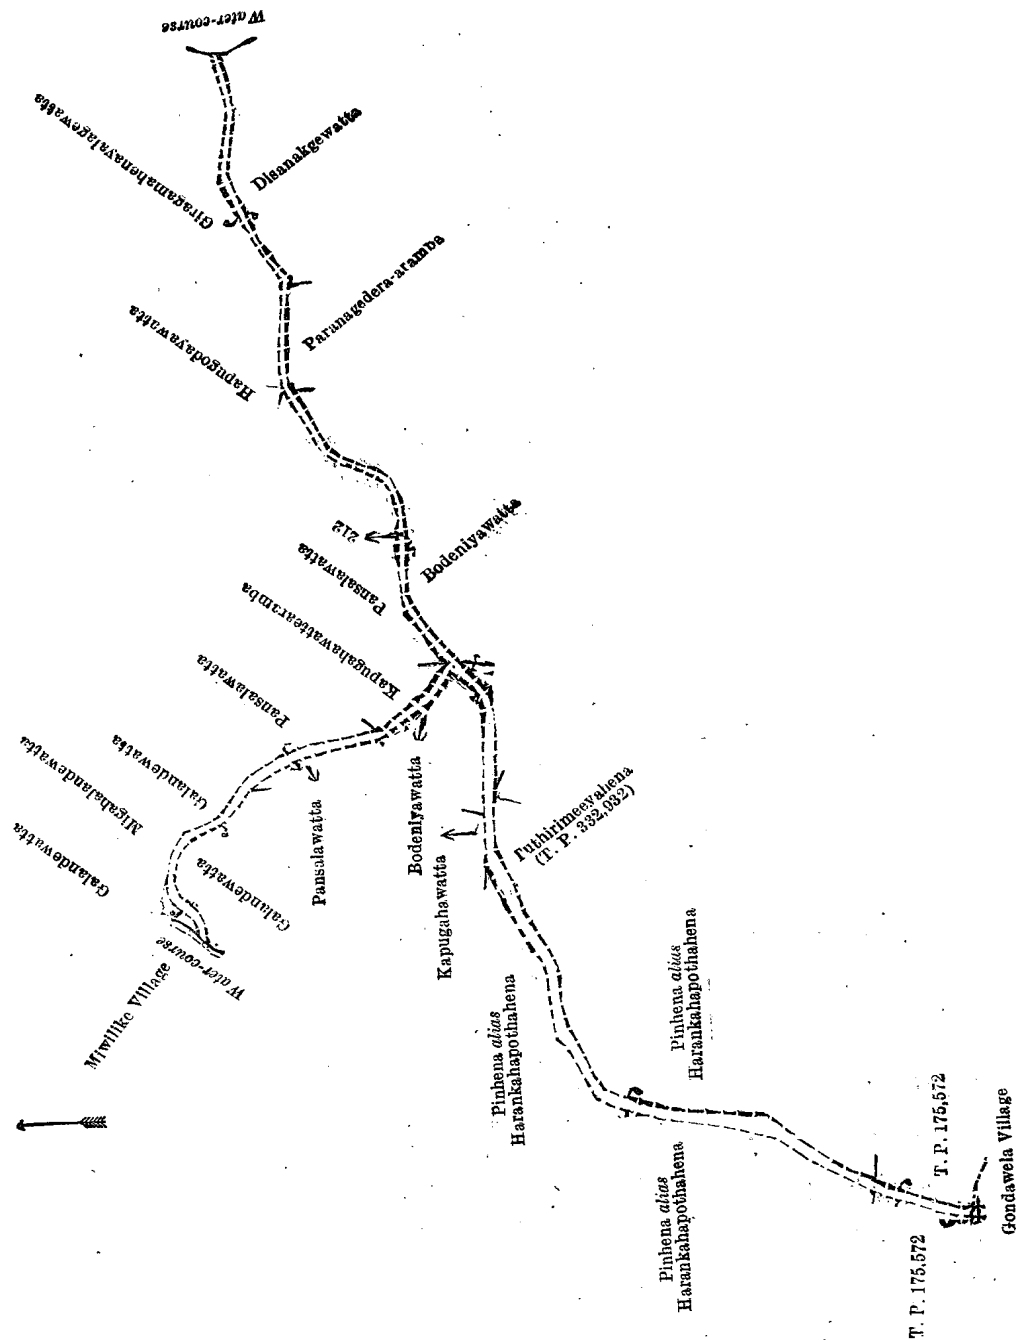 Water-course
Giragamahenayalagewatta
Disanakgewatta
Paranagedera-aramba
Hapugodayawatta
212
Pansalawatta
Bodeniyawatta
Kapugahawattearamba
Pansalawatta
Galandewatta
Migahalandewatta
Galandewatta
Galandewatta
Water-course
Miwillke Village
Pansalawatta
Bodeniyawatta
Kapugahawatta
(T. P. 332,932)
Pinhena alias
Harankahapothahena
Pinhena alias
Harankahapothahena
Pinhena alias
Harankahapothahena
T. P. 175,572
T. P. 175,572
Gondawela Village